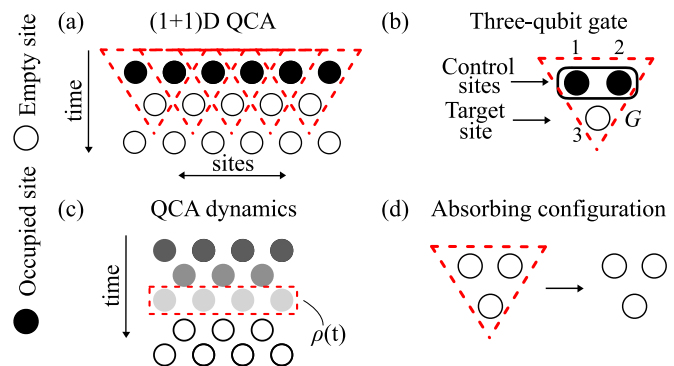 Empty site
Occupied site
(a)
(1+1)D QCA
time
sites
(b)
Three-qubit gate
1 2
Control
sites
Target
site
3
G
(c)
QCA dynamics
time
ρ(t)
(d)
Absorbing configuration